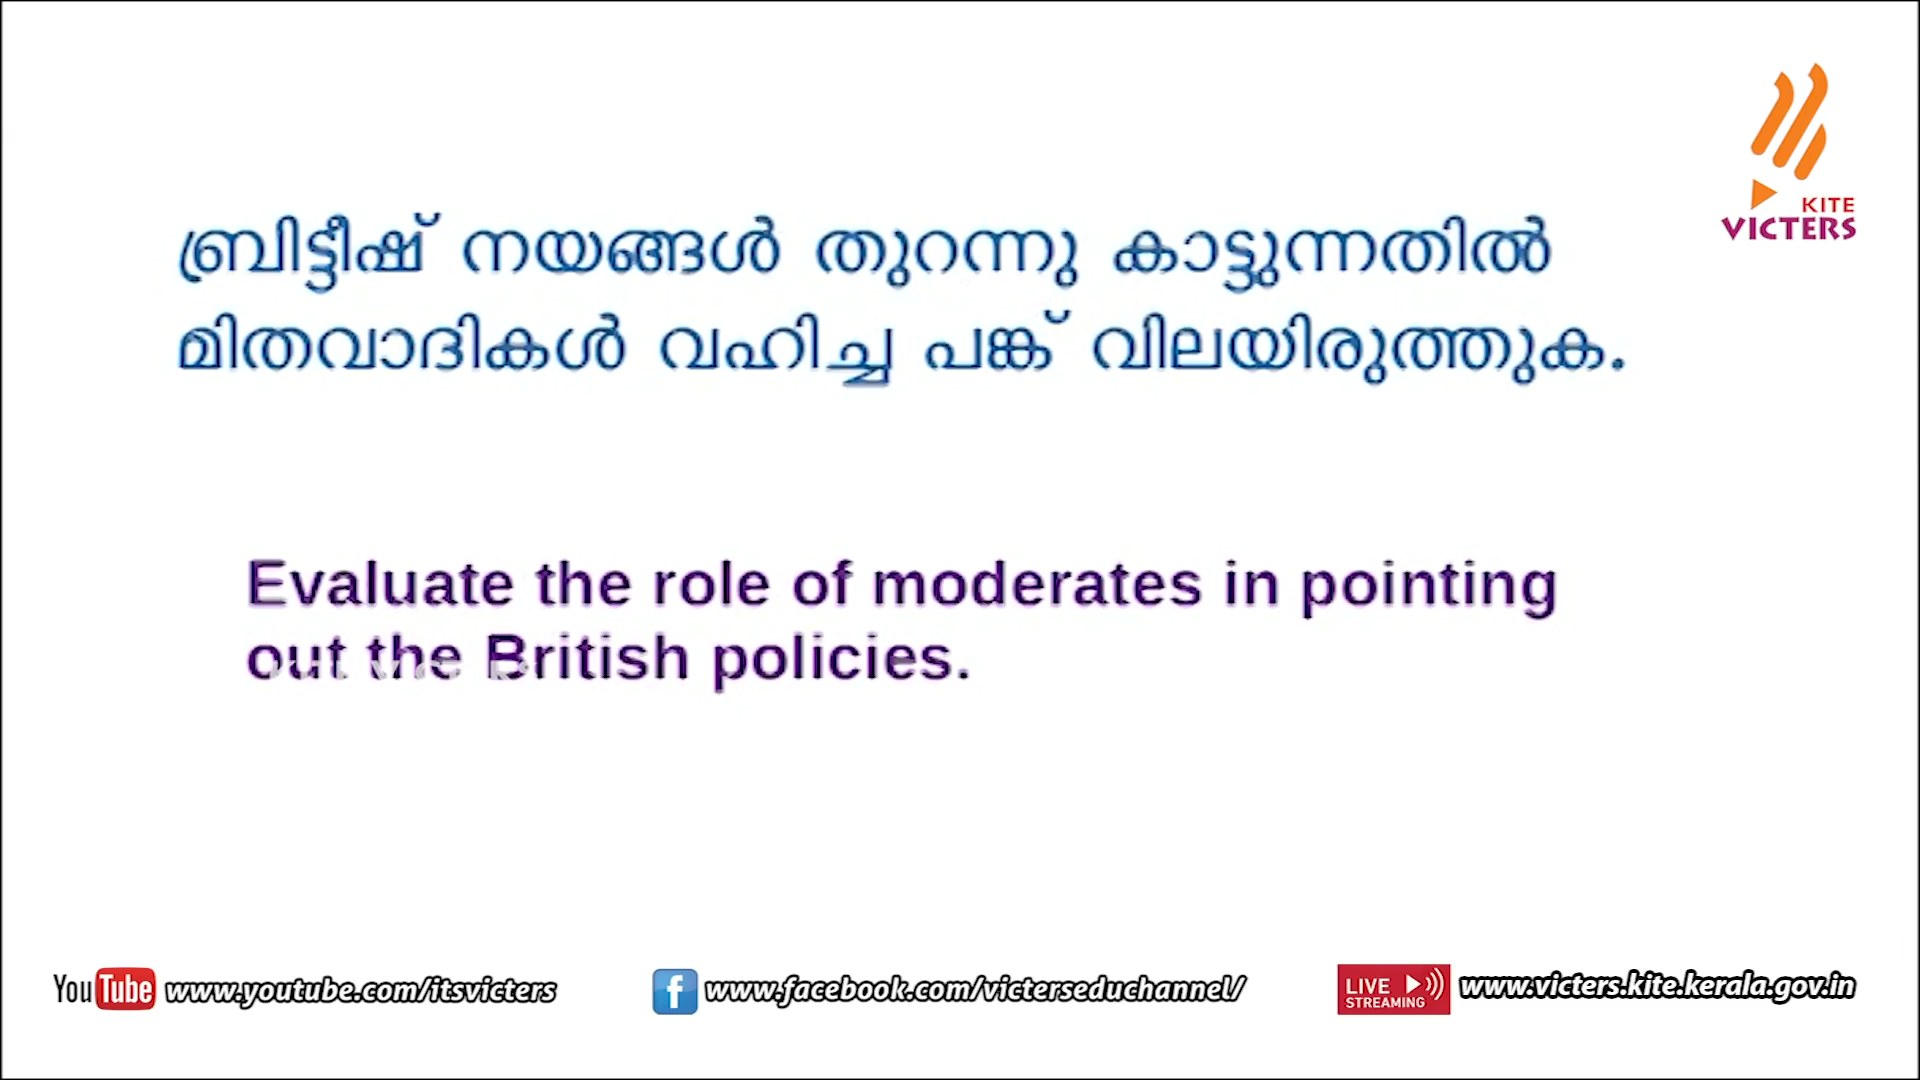 KITE
VICTERS
ബ്രിട്ടീഷ് നയങ്ങൾ തുറന്നു കാട്ടുന്നതിൽ
മിതവാദികൾ വഹിച്ച പങ്ക് വിലയിരുത്തുക.
Evaluate the role of moderates in pointing
out the British policies.
YouTube www.youtube.com/itsvicters
f www.facebook.com/victerseduchannel/
LIVE STREAMING www.victers.kite.kerala.gov.in